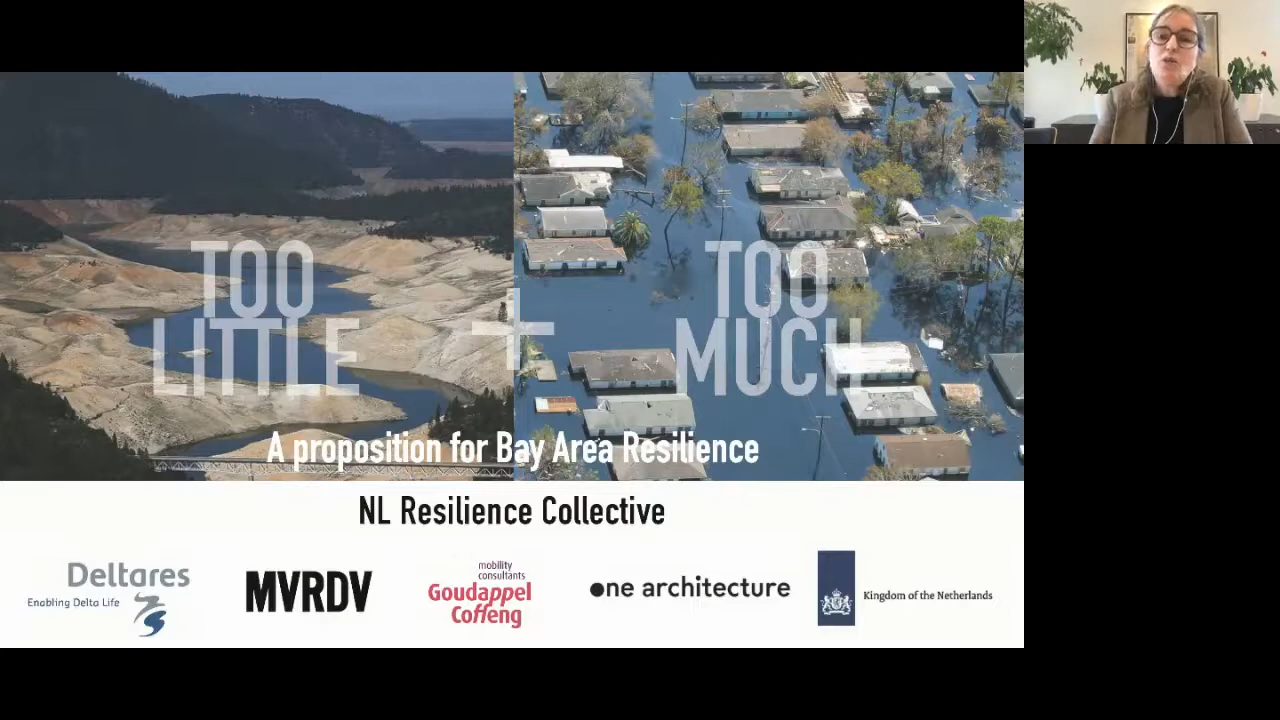 TOO
LITTLE
+
TOO
MUCH
A proposition for Bay Area Resilience
NL Resilience Collective
Deltares
Enabling Delta Life
MVRDV
mobility
consultants
Goudappel
Coffeng
one architecture
Kingdom of the Netherlands